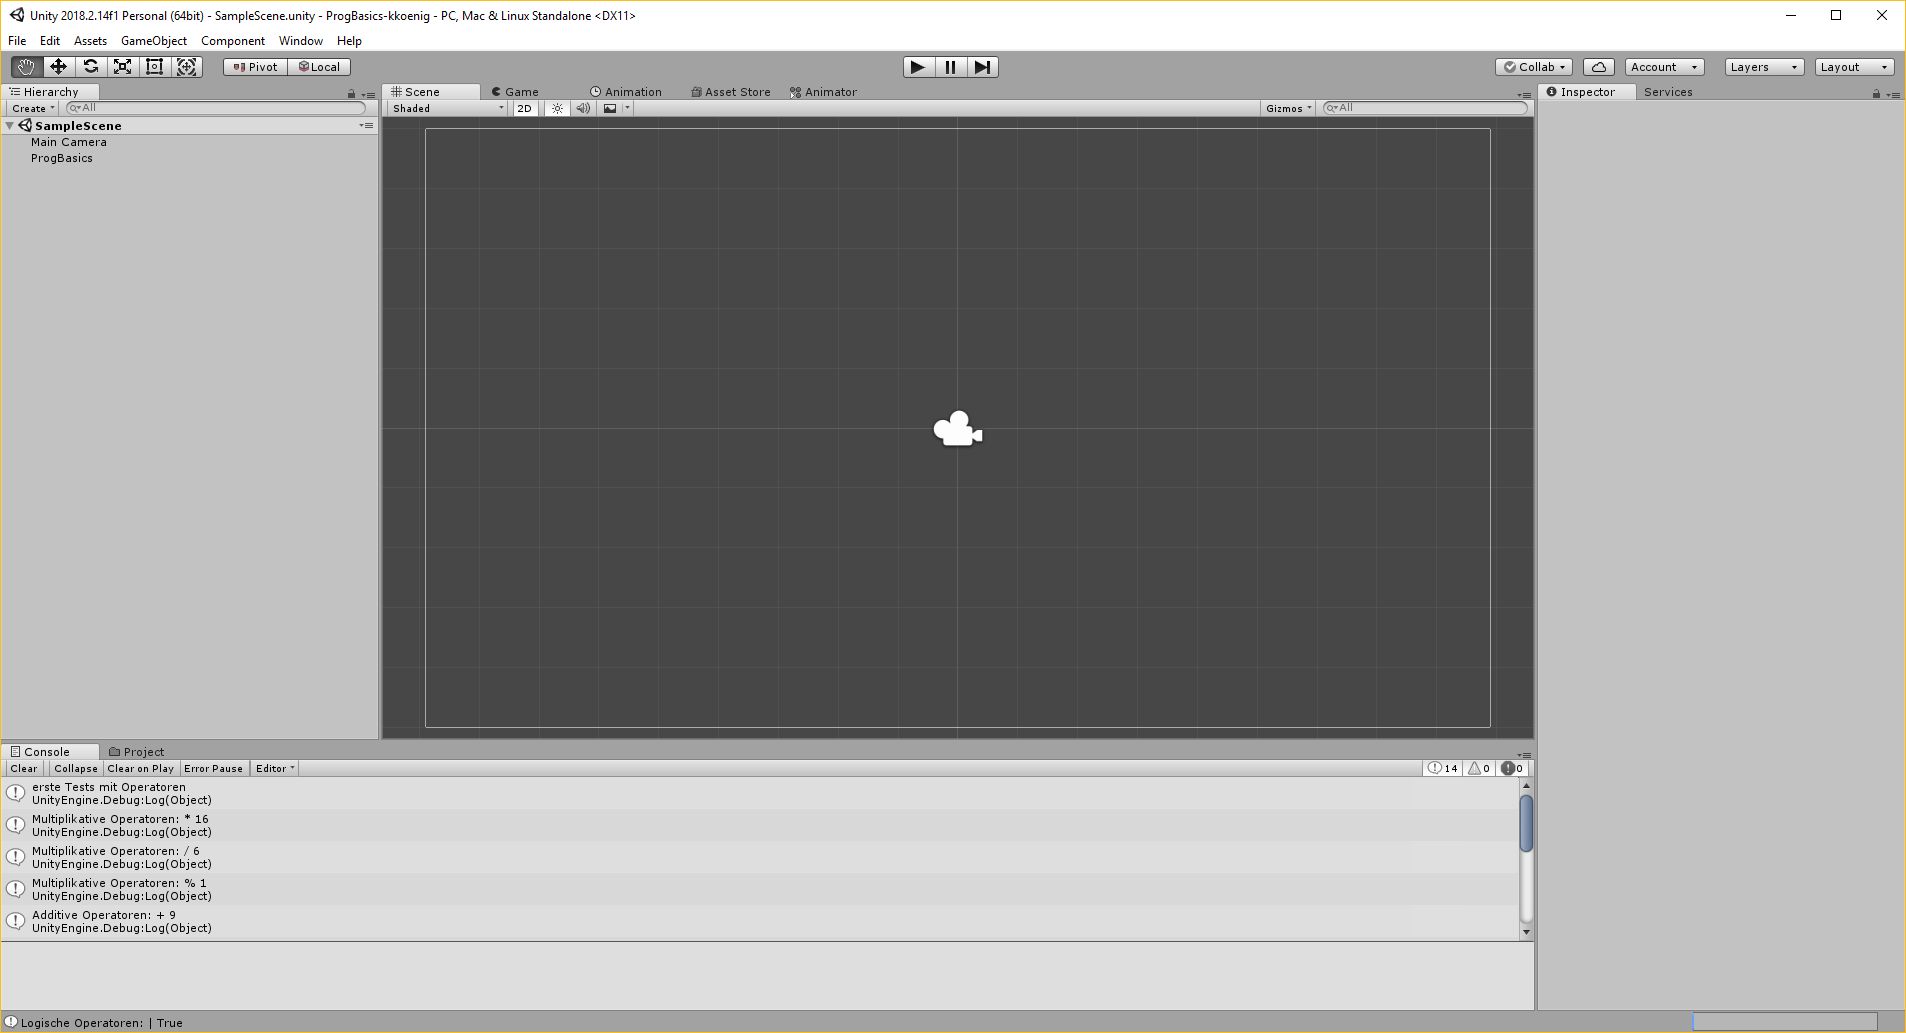 Unity 2018.2.14f1 Personal (64bit) - SampleScene.unity - ProgBasics-kkoenig - PC, Mac & Linux Standalone <DX11>
File Edit Assets GameObject Component Window Help
Pivot Local Collab Account Layers Layout
Hierarchy
Create All
SampleScene
Main Camera
ProgBasics
Scene Game Animation Asset Store Animator
Shaded 2D Gizmos All
Inspector Services
Console Project
Clear Collapse Clear on Play Error Pause Editor 14 0 0
erste Tests mit Operatoren
UnityEngine.Debug:Log(Object)
Multiplikative Operatoren: * 16
UnityEngine.Debug:Log(Object)
Multiplikative Operatoren: / 6
UnityEngine.Debug:Log(Object)
Multiplikative Operatoren: % 1
UnityEngine.Debug:Log(Object)
Additive Operatoren: + 9
UnityEngine.Debug:Log(Object)
Logische Operatoren: | True